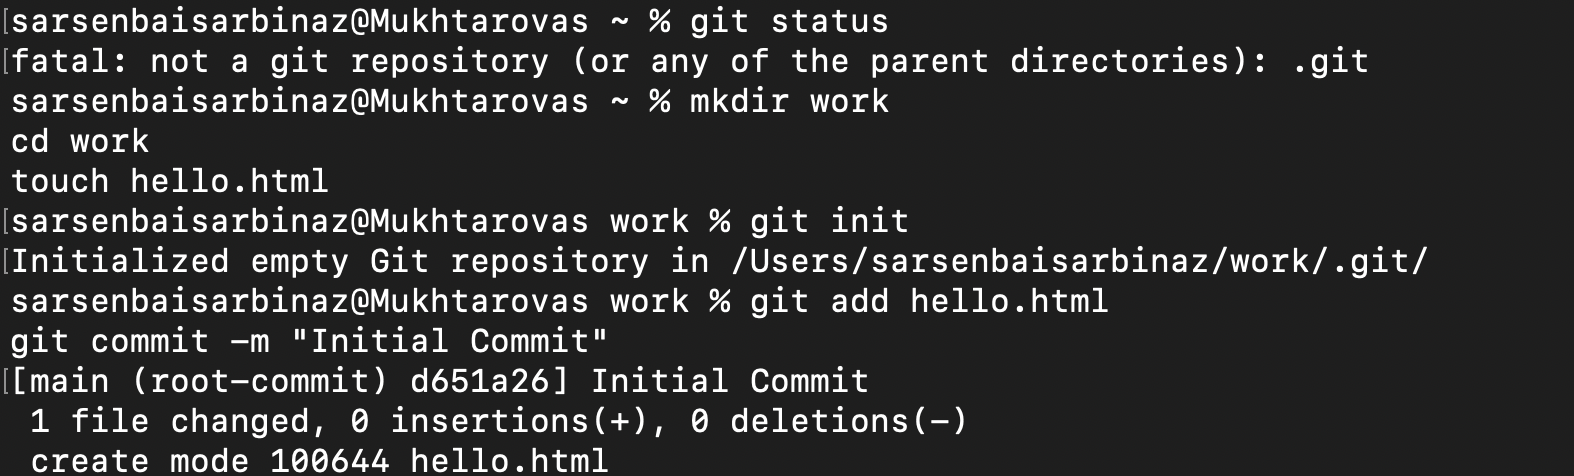 [sarsenbaisarbinaz@Mukhtarovas ~ % git status
[fatal: not a git repository (or any of the parent directories): .git
sarsenbaisarbinaz@Mukhtarovas ~ % mkdir work
cd work
touch hello.html
[sarsenbaisarbinaz@Mukhtarovas work % git init
[Initialized empty Git repository in /Users/sarsenbaisarbinaz/work/.git/
sarsenbaisarbinaz@Mukhtarovas work % git add hello.html
git commit -m "Initial Commit"
[[main (root-commit) d651a26] Initial Commit
 1 file changed, 0 insertions(+), 0 deletions(-)
 create mode 100644 hello.html